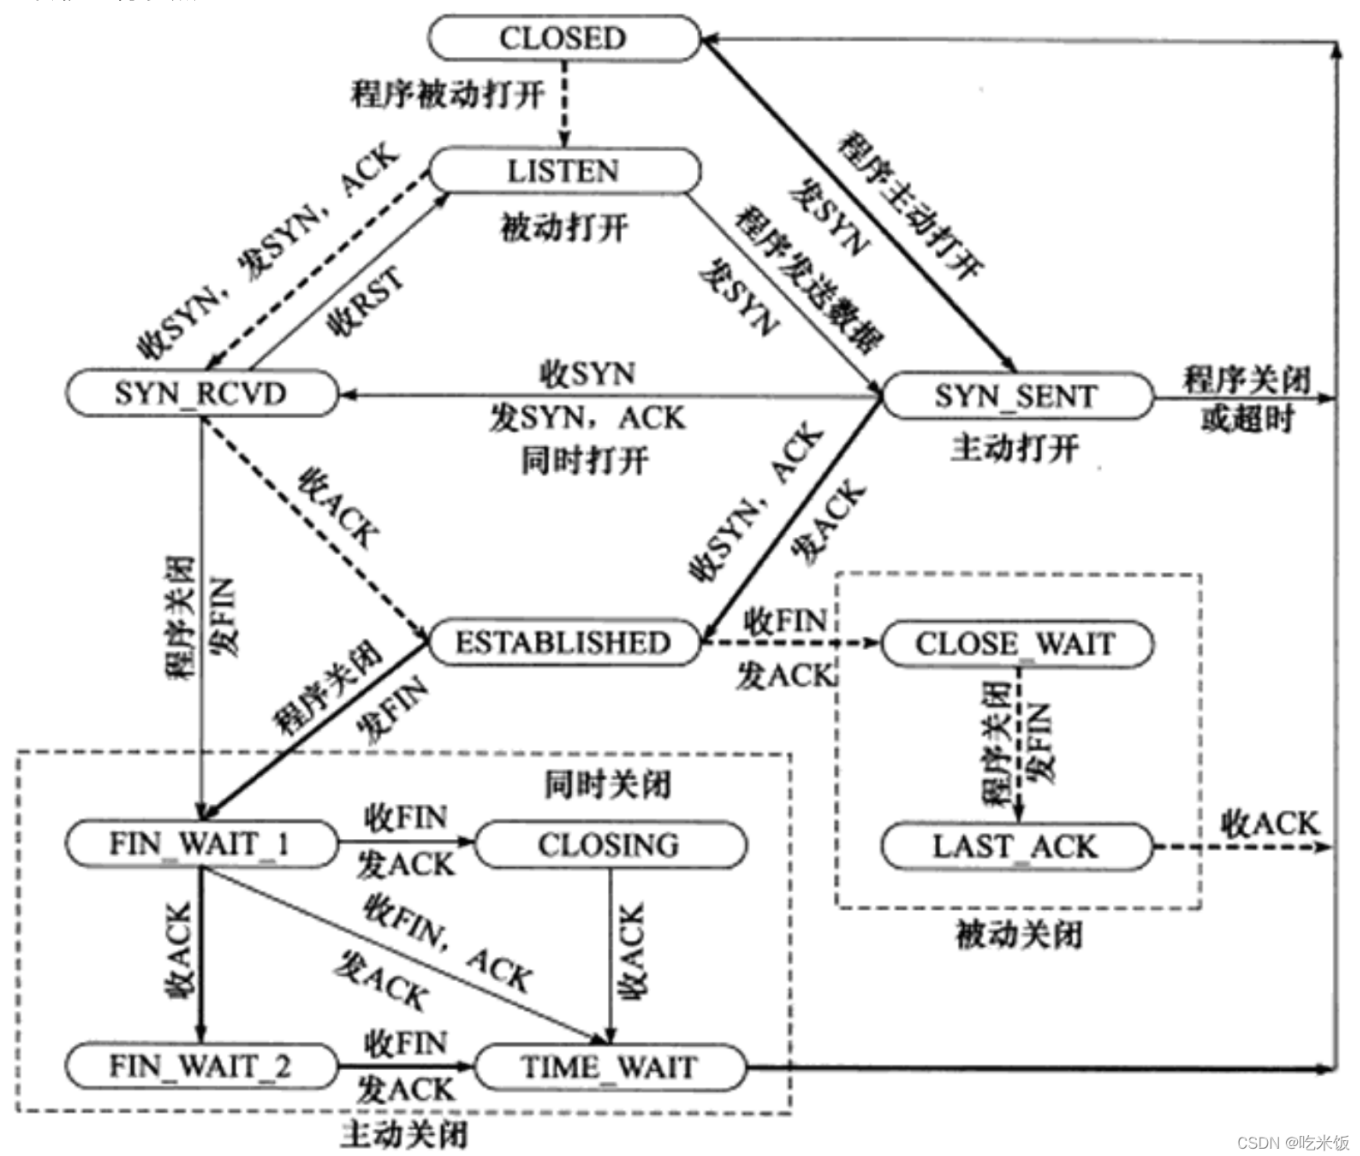 CLOSED
程序被动打开
LISTEN
被动打开
收SYN，发SYN，ACK
收RST
程序发送数据
发SYN
程序主动打开
发SYN
SYN_RCVD
收SYN
发SYN，ACK
同时打开
SYN_SENT
主动打开
程序关闭
或超时
收ACK
收SYN，ACK
发ACK
程序关闭
发FIN
ESTABLISHED
收FIN
发ACK
CLOSE_WAIT
程序关闭
发FIN
程序关闭
发FIN
同时关闭
FIN_WAIT_1
收FIN
发ACK
CLOSING
LAST_ACK
收ACK
被动关闭
收ACK
收FIN，ACK
发ACK
收ACK
FIN_WAIT_2
收FIN
发ACK
TIME_WAIT
主动关闭
CSDN @吃米饭